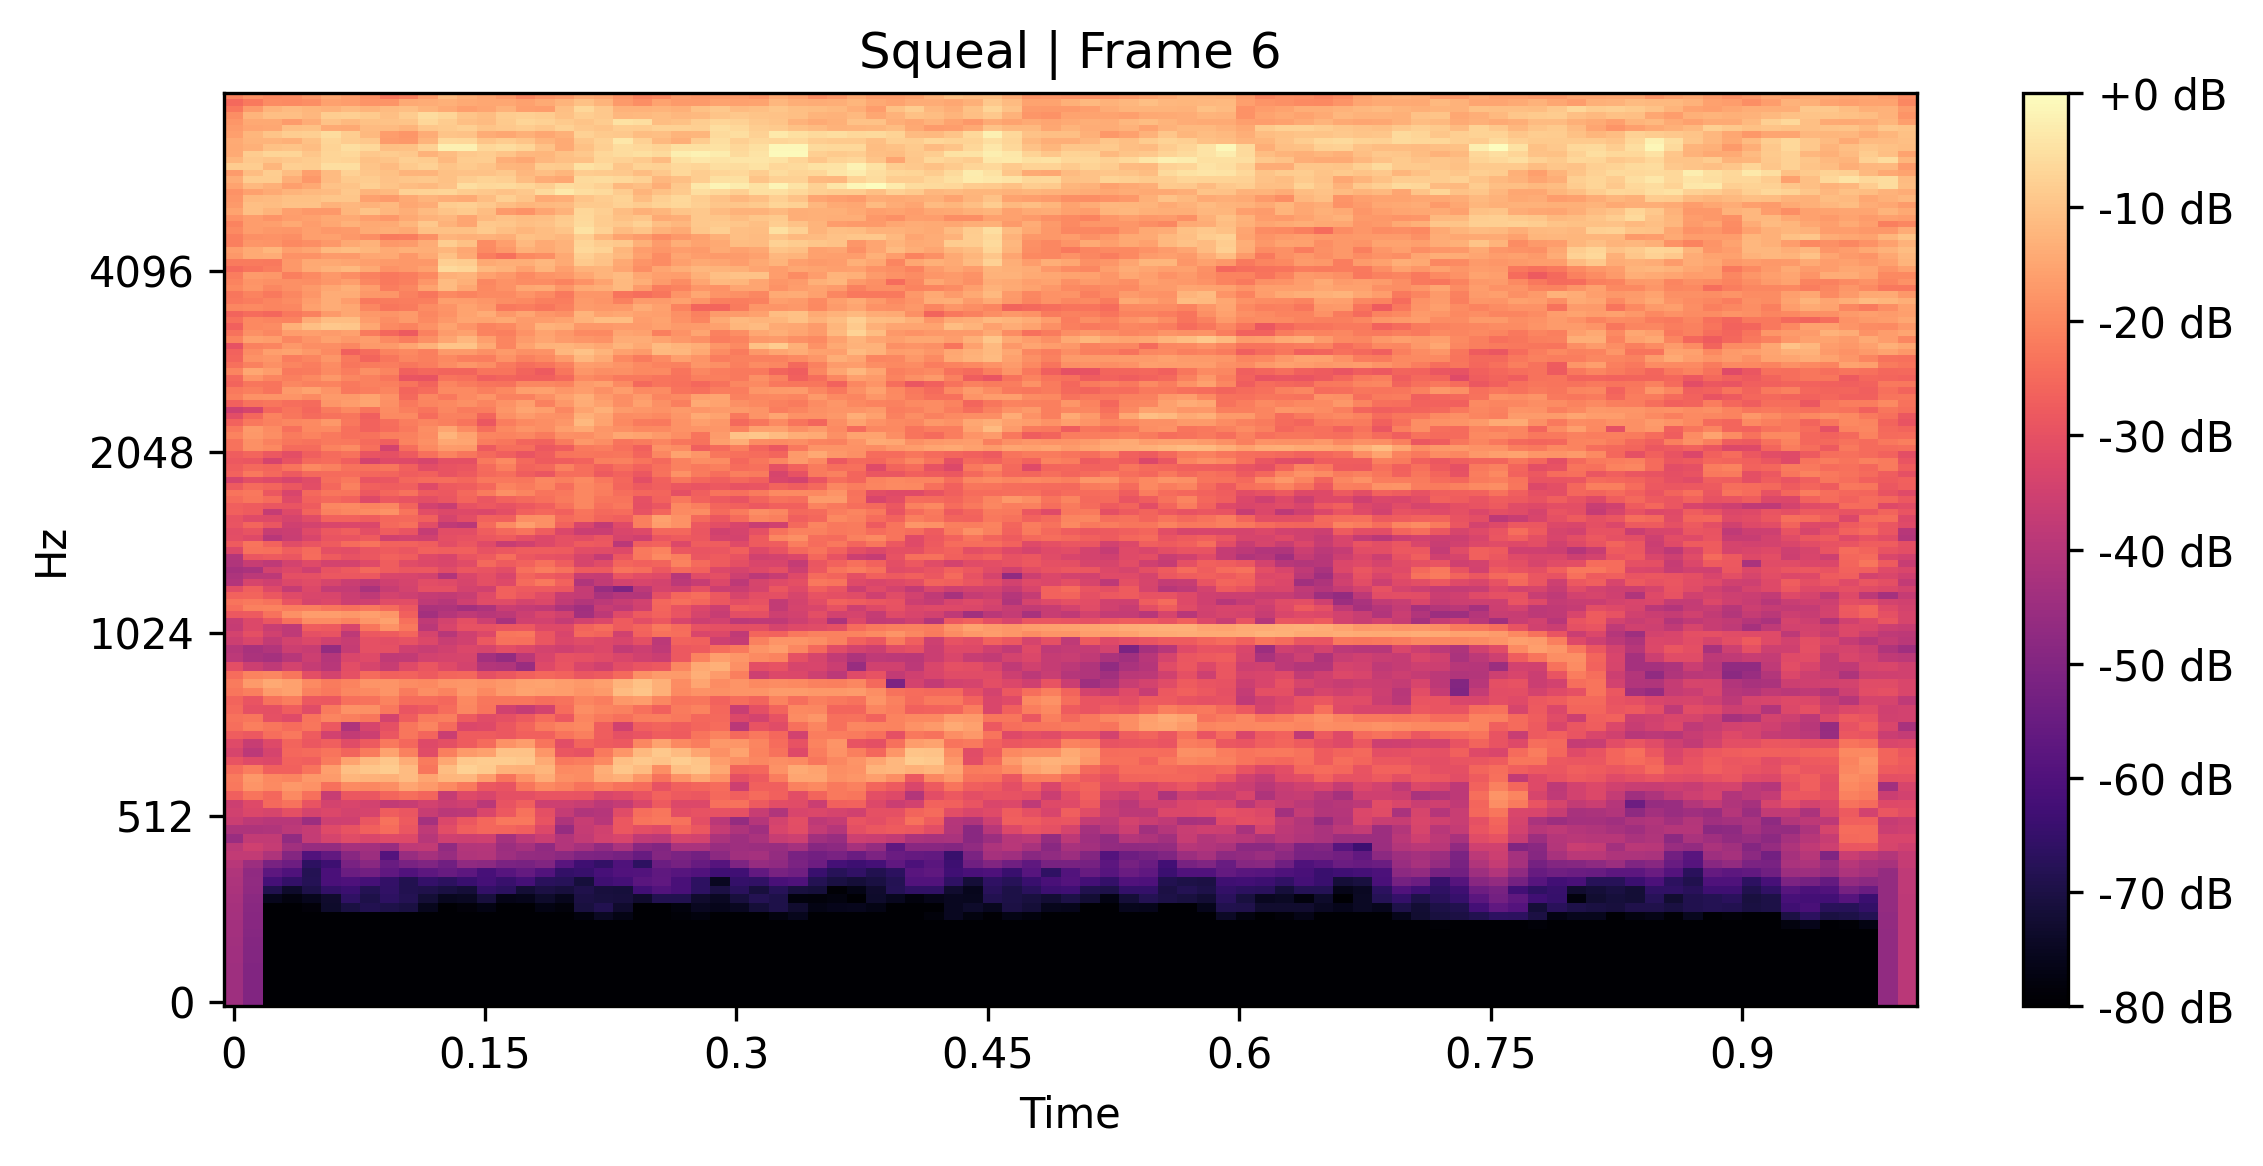 Squeal | Frame 6
+0 dB
-10 dB
-20 dB
-30 dB
-40 dB
-50 dB
-60 dB
-70 dB
-80 dB
Hz
4096
2048
1024
512
0
0 0.15 0.3 0.45 0.6 0.75 0.9
Time